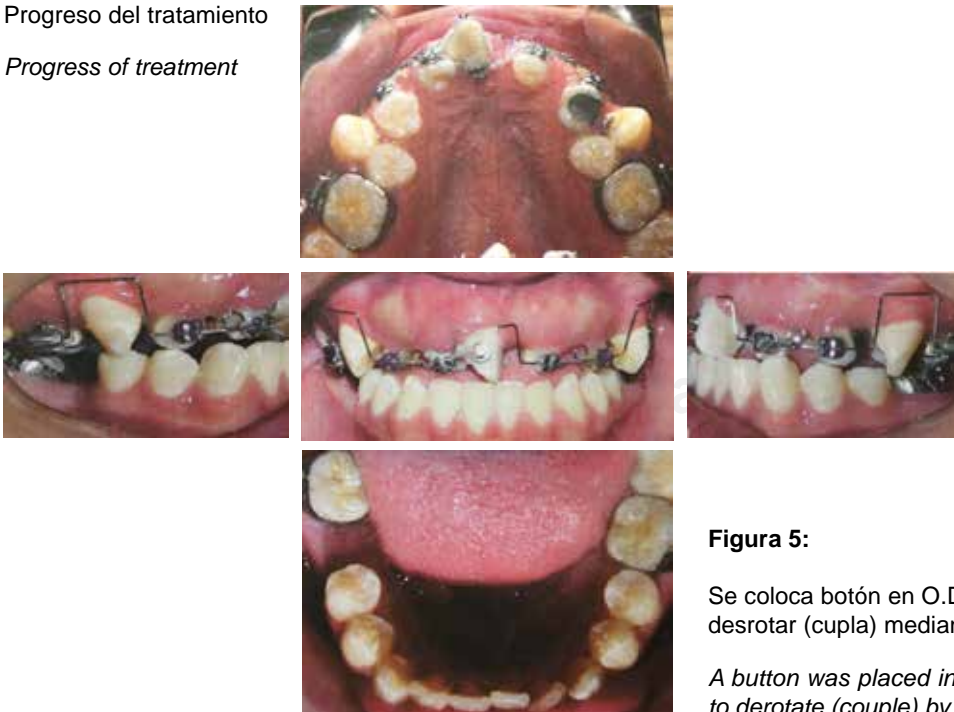 Progreso del tratamiento
Progress of treatment
Figura 5:
Se coloca botón en O.D
desrotar (cupla)
A button was placed in
to derotate (couple) by